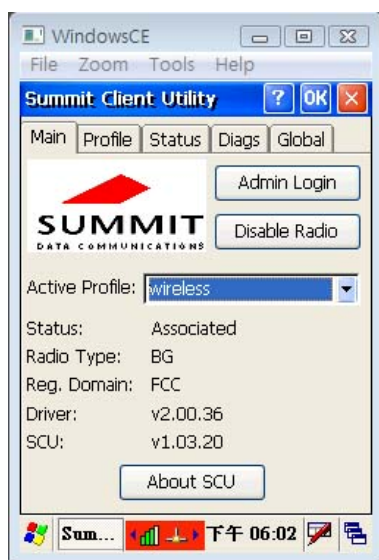 WindowsCE
File Zoom Tools Help
Summit Client Utility ? OK
Main Profile Status Diags Global
SUMMIT
DATA COMMUNICATIONS
Admin Login
Disable Radio
Active Profile: wireless
Status: Associated
Radio Type: BG
Reg. Domain: FCC
Driver: v2.00.36
SCU: v1.03.20
About SCU
Sum... 下午 06:02